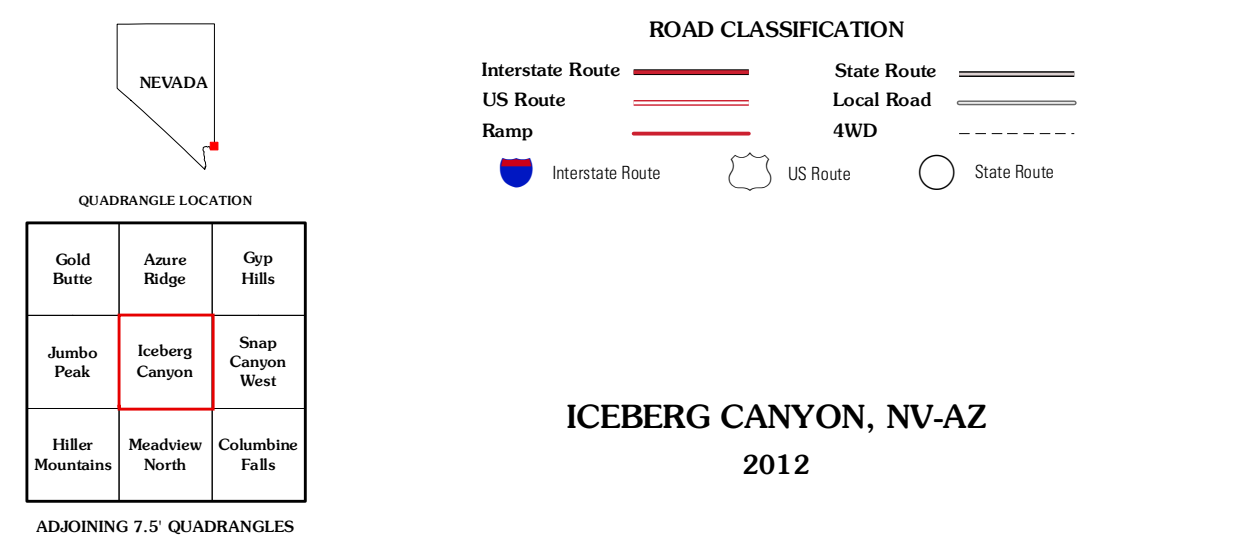 NEVADA
QUADRANGLE LOCATION
Gold
Butte
Azure
Ridge
Gyp
Hills
Jumbo
Peak
Iceberg
Canyon
Snap
Canyon
West
Hiller
Mountains
Meadview
North
Columbine
Falls
ADJOINING 7.5' QUADRANGLES
ROAD CLASSIFICATION
Interstate Route
State Route
US Route
Local Road
Ramp
4WD
Interstate Route
US Route
State Route
ICEBERG CANYON, NV-AZ
2012